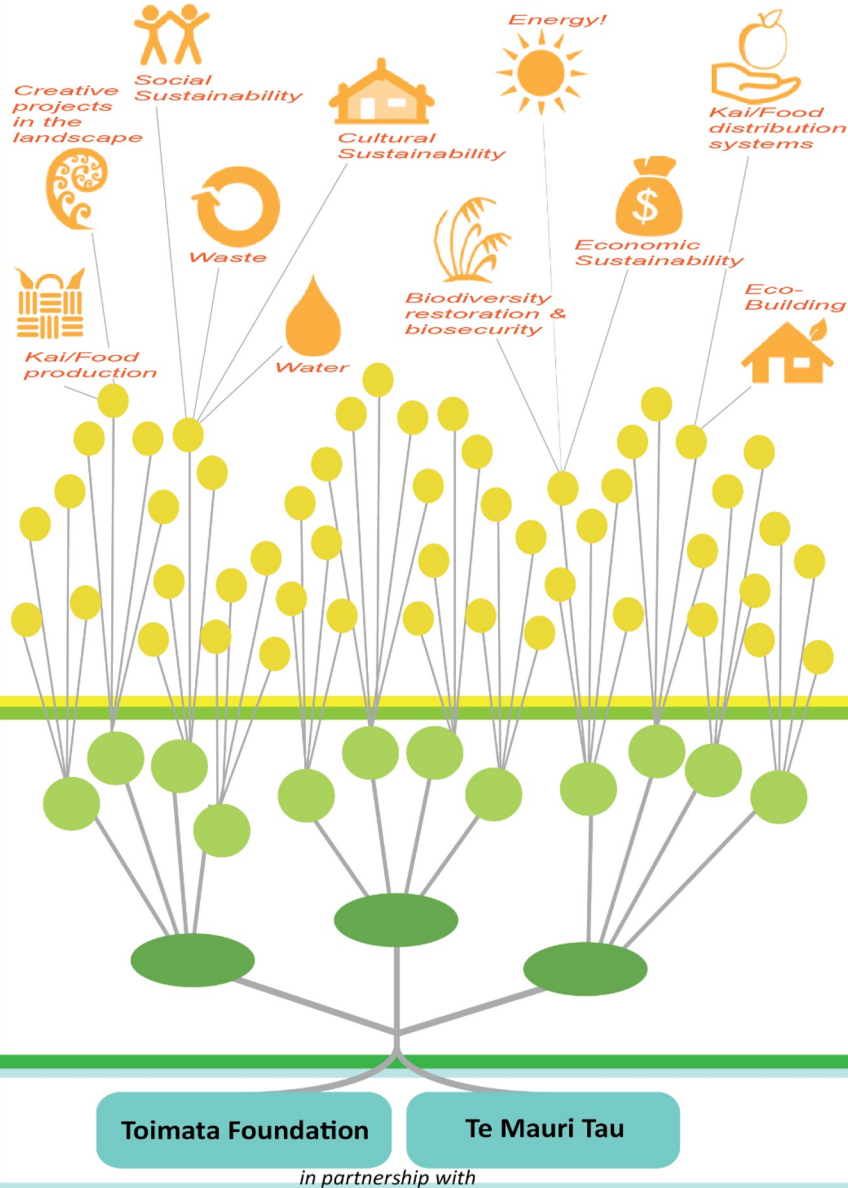 Energy!
Social
Sustainability
Creative
projects
in the
landscape
Kai/Food
distribution
systems
Cultural
Sustainability
Waste
$
Economic
Sustainability
Eco-
Building
Biodiversity
restoration &
biosecurity
Kai/Food
production
Water
Toimata Foundation
Te Mauri Tau
in partnership with